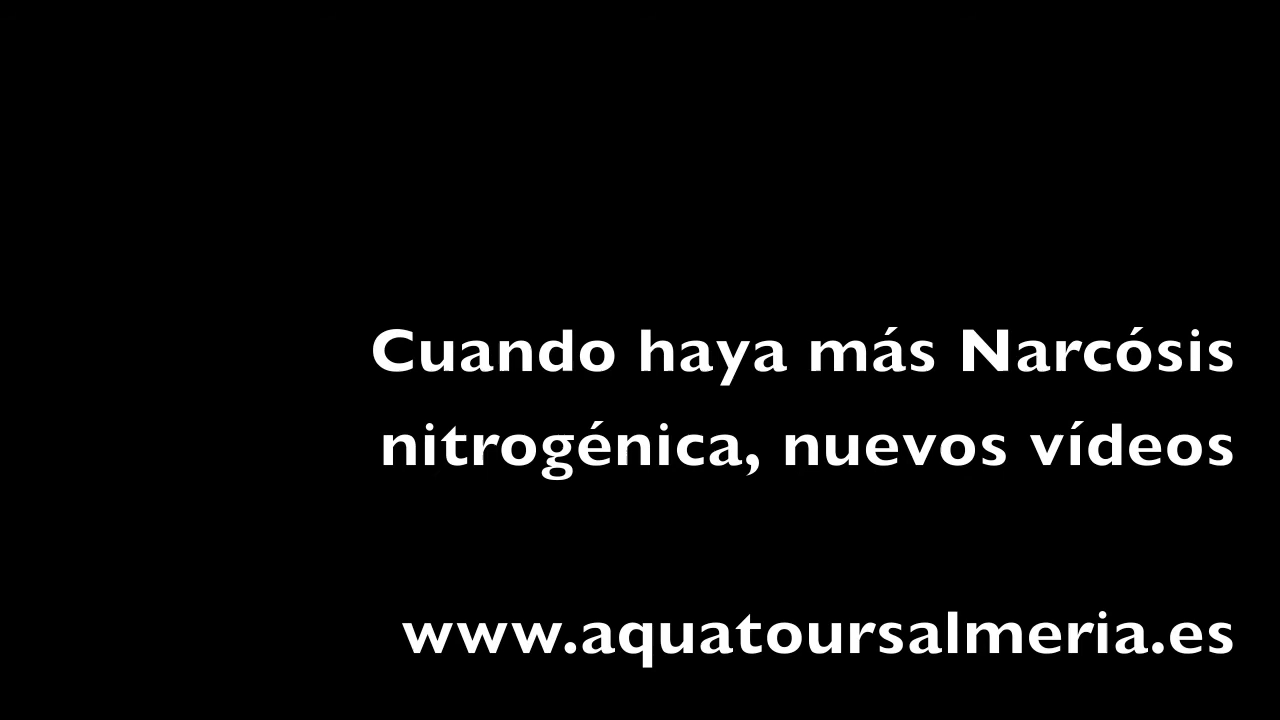 Cuando haya más Narcósis
nitrogénica, nuevos vídeos
www.aquatoursalmeria.es